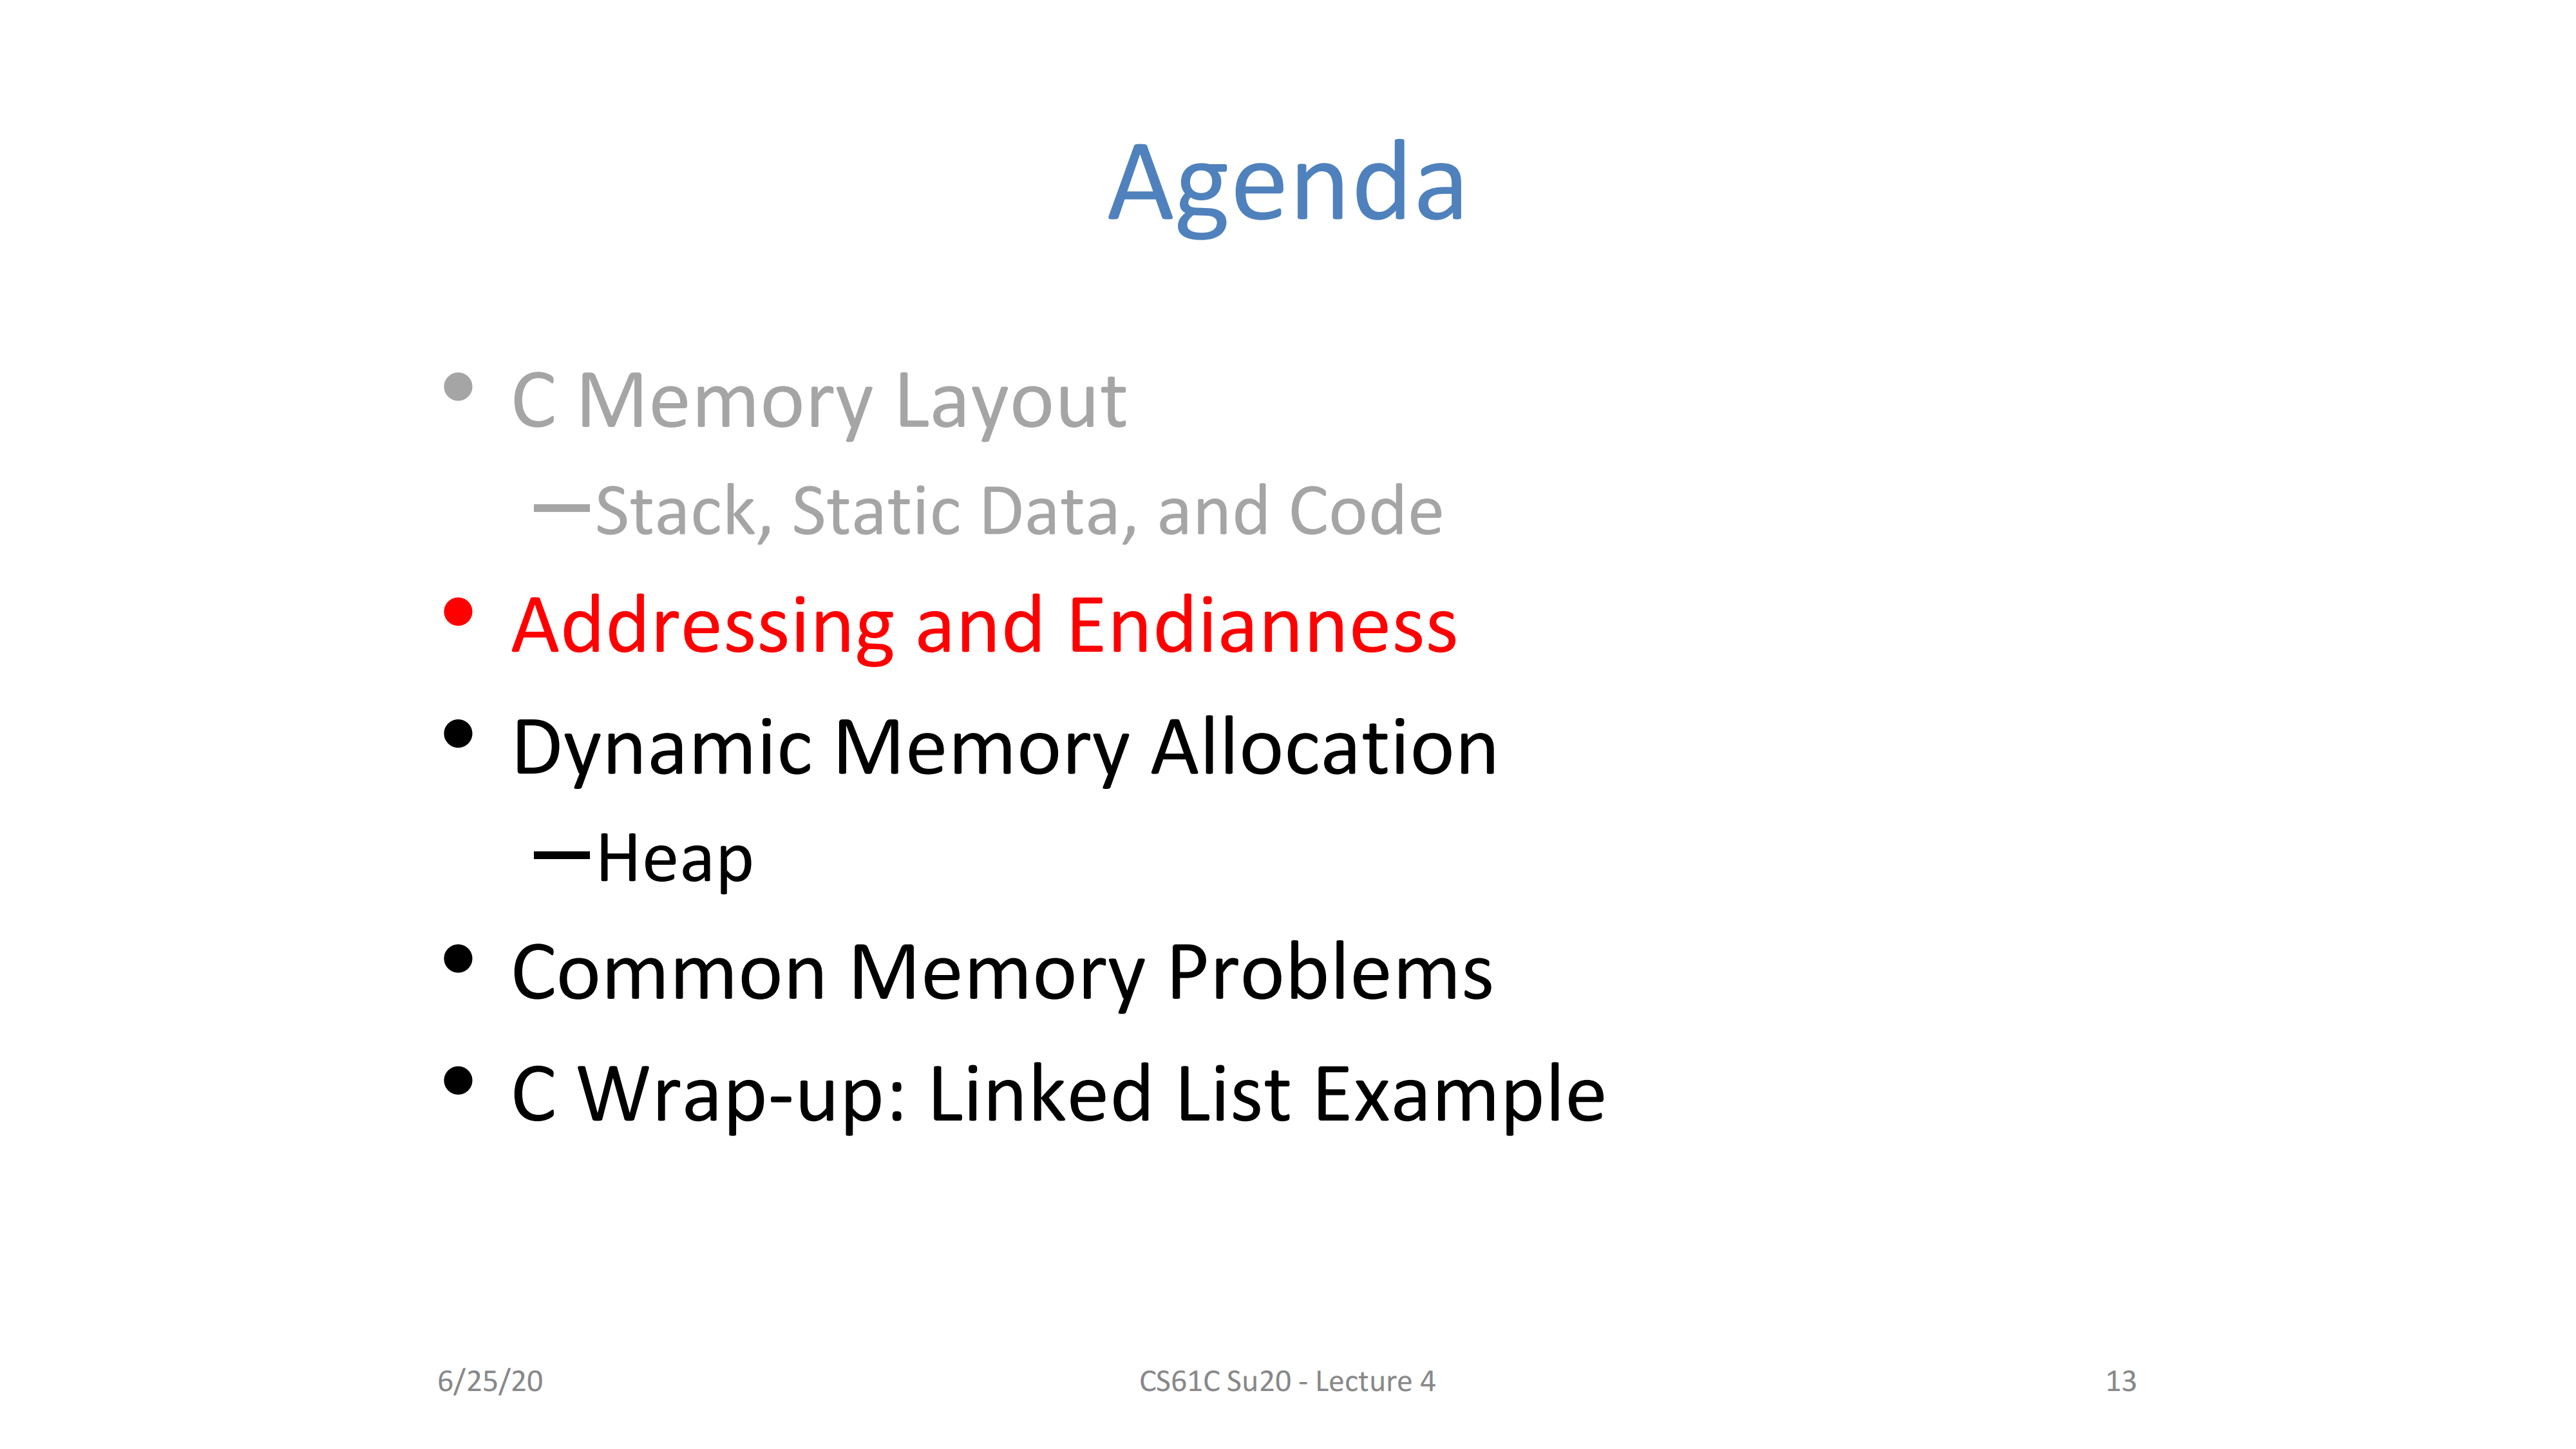 Agenda
• C Memory Layout
—Stack, Static Data, and Code
• Addressing and Endianness
• Dynamic Memory Allocation
—Heap
• Common Memory Problems
• C Wrap-up: Linked List Example
6/25/20 CS61C Su20 - Lecture 4 13